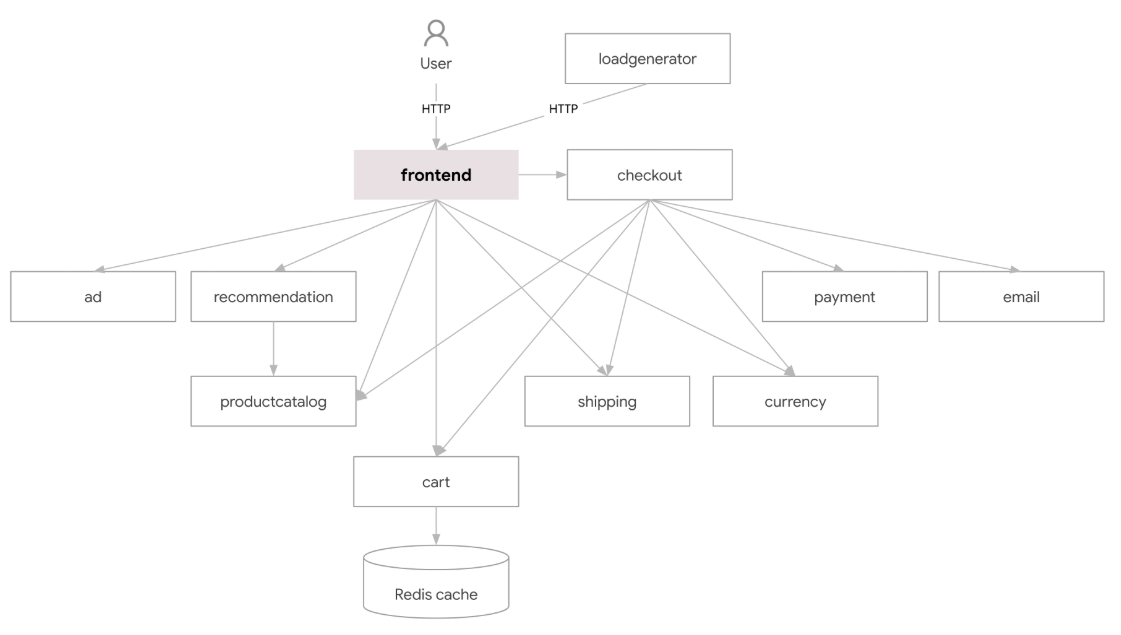 User
loadgenerator
HTTP
HTTP
frontend
checkout
ad
recommendation
payment
email
productcatalog
shipping
currency
cart
Redis cache